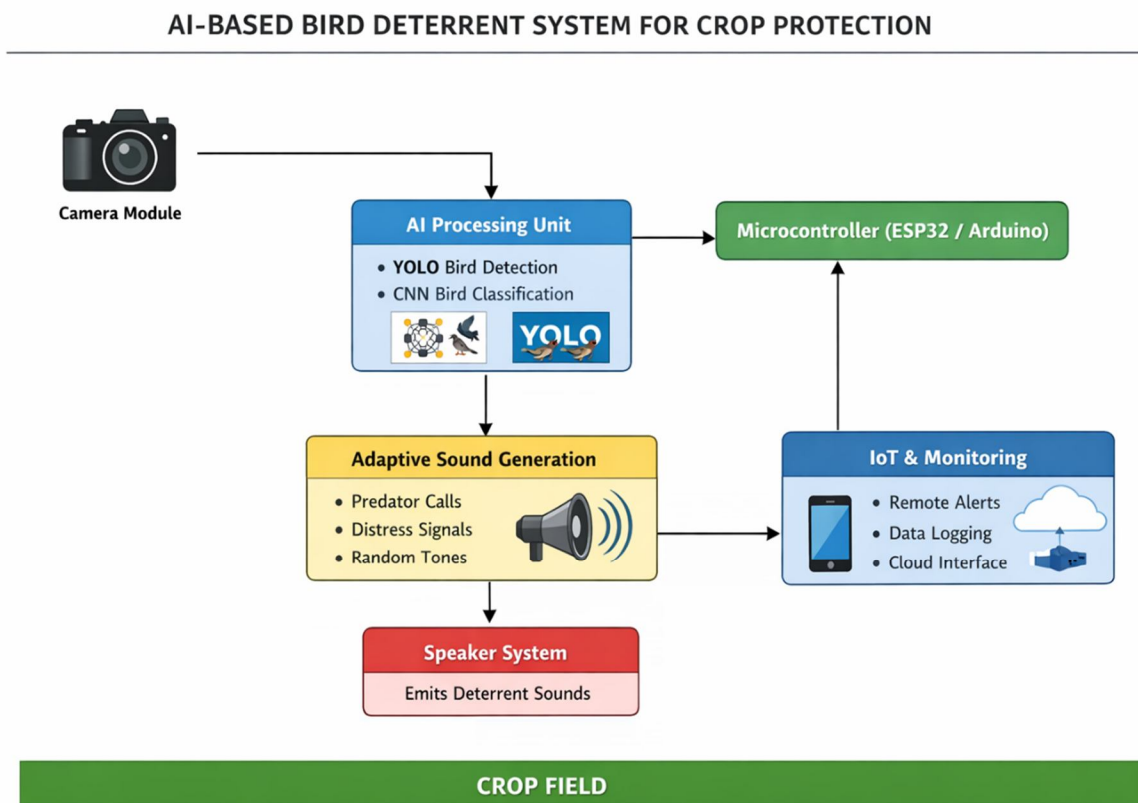 AI-BASED BIRD DETERRENT SYSTEM FOR CROP PROTECTION
Camera Module
AI Processing Unit
• YOLO Bird Detection
• CNN Bird Classification
YOLO
Microcontroller (ESP32 / Arduino)
Adaptive Sound Generation
• Predator Calls
• Distress Signals
• Random Tones
IoT & Monitoring
• Remote Alerts
• Data Logging
• Cloud Interface
Speaker System
Emits Deterrent Sounds
CROP FIELD